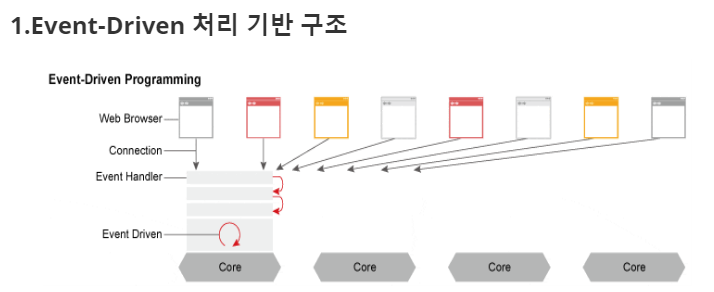 1.Event-Driven 처리 기반 구조
Event-Driven Programming
Web Browser
Connection
Event Handler
Event Driven
Core
Core
Core
Core